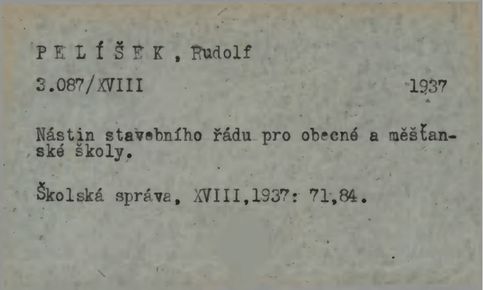 PELÍŠEK, Rudolf
3.087/XVIII 1937
Nástin stavebního řádu pro obecné a měšťan-
ské školy.
Školská správa, XVIII,1937: 71,84.